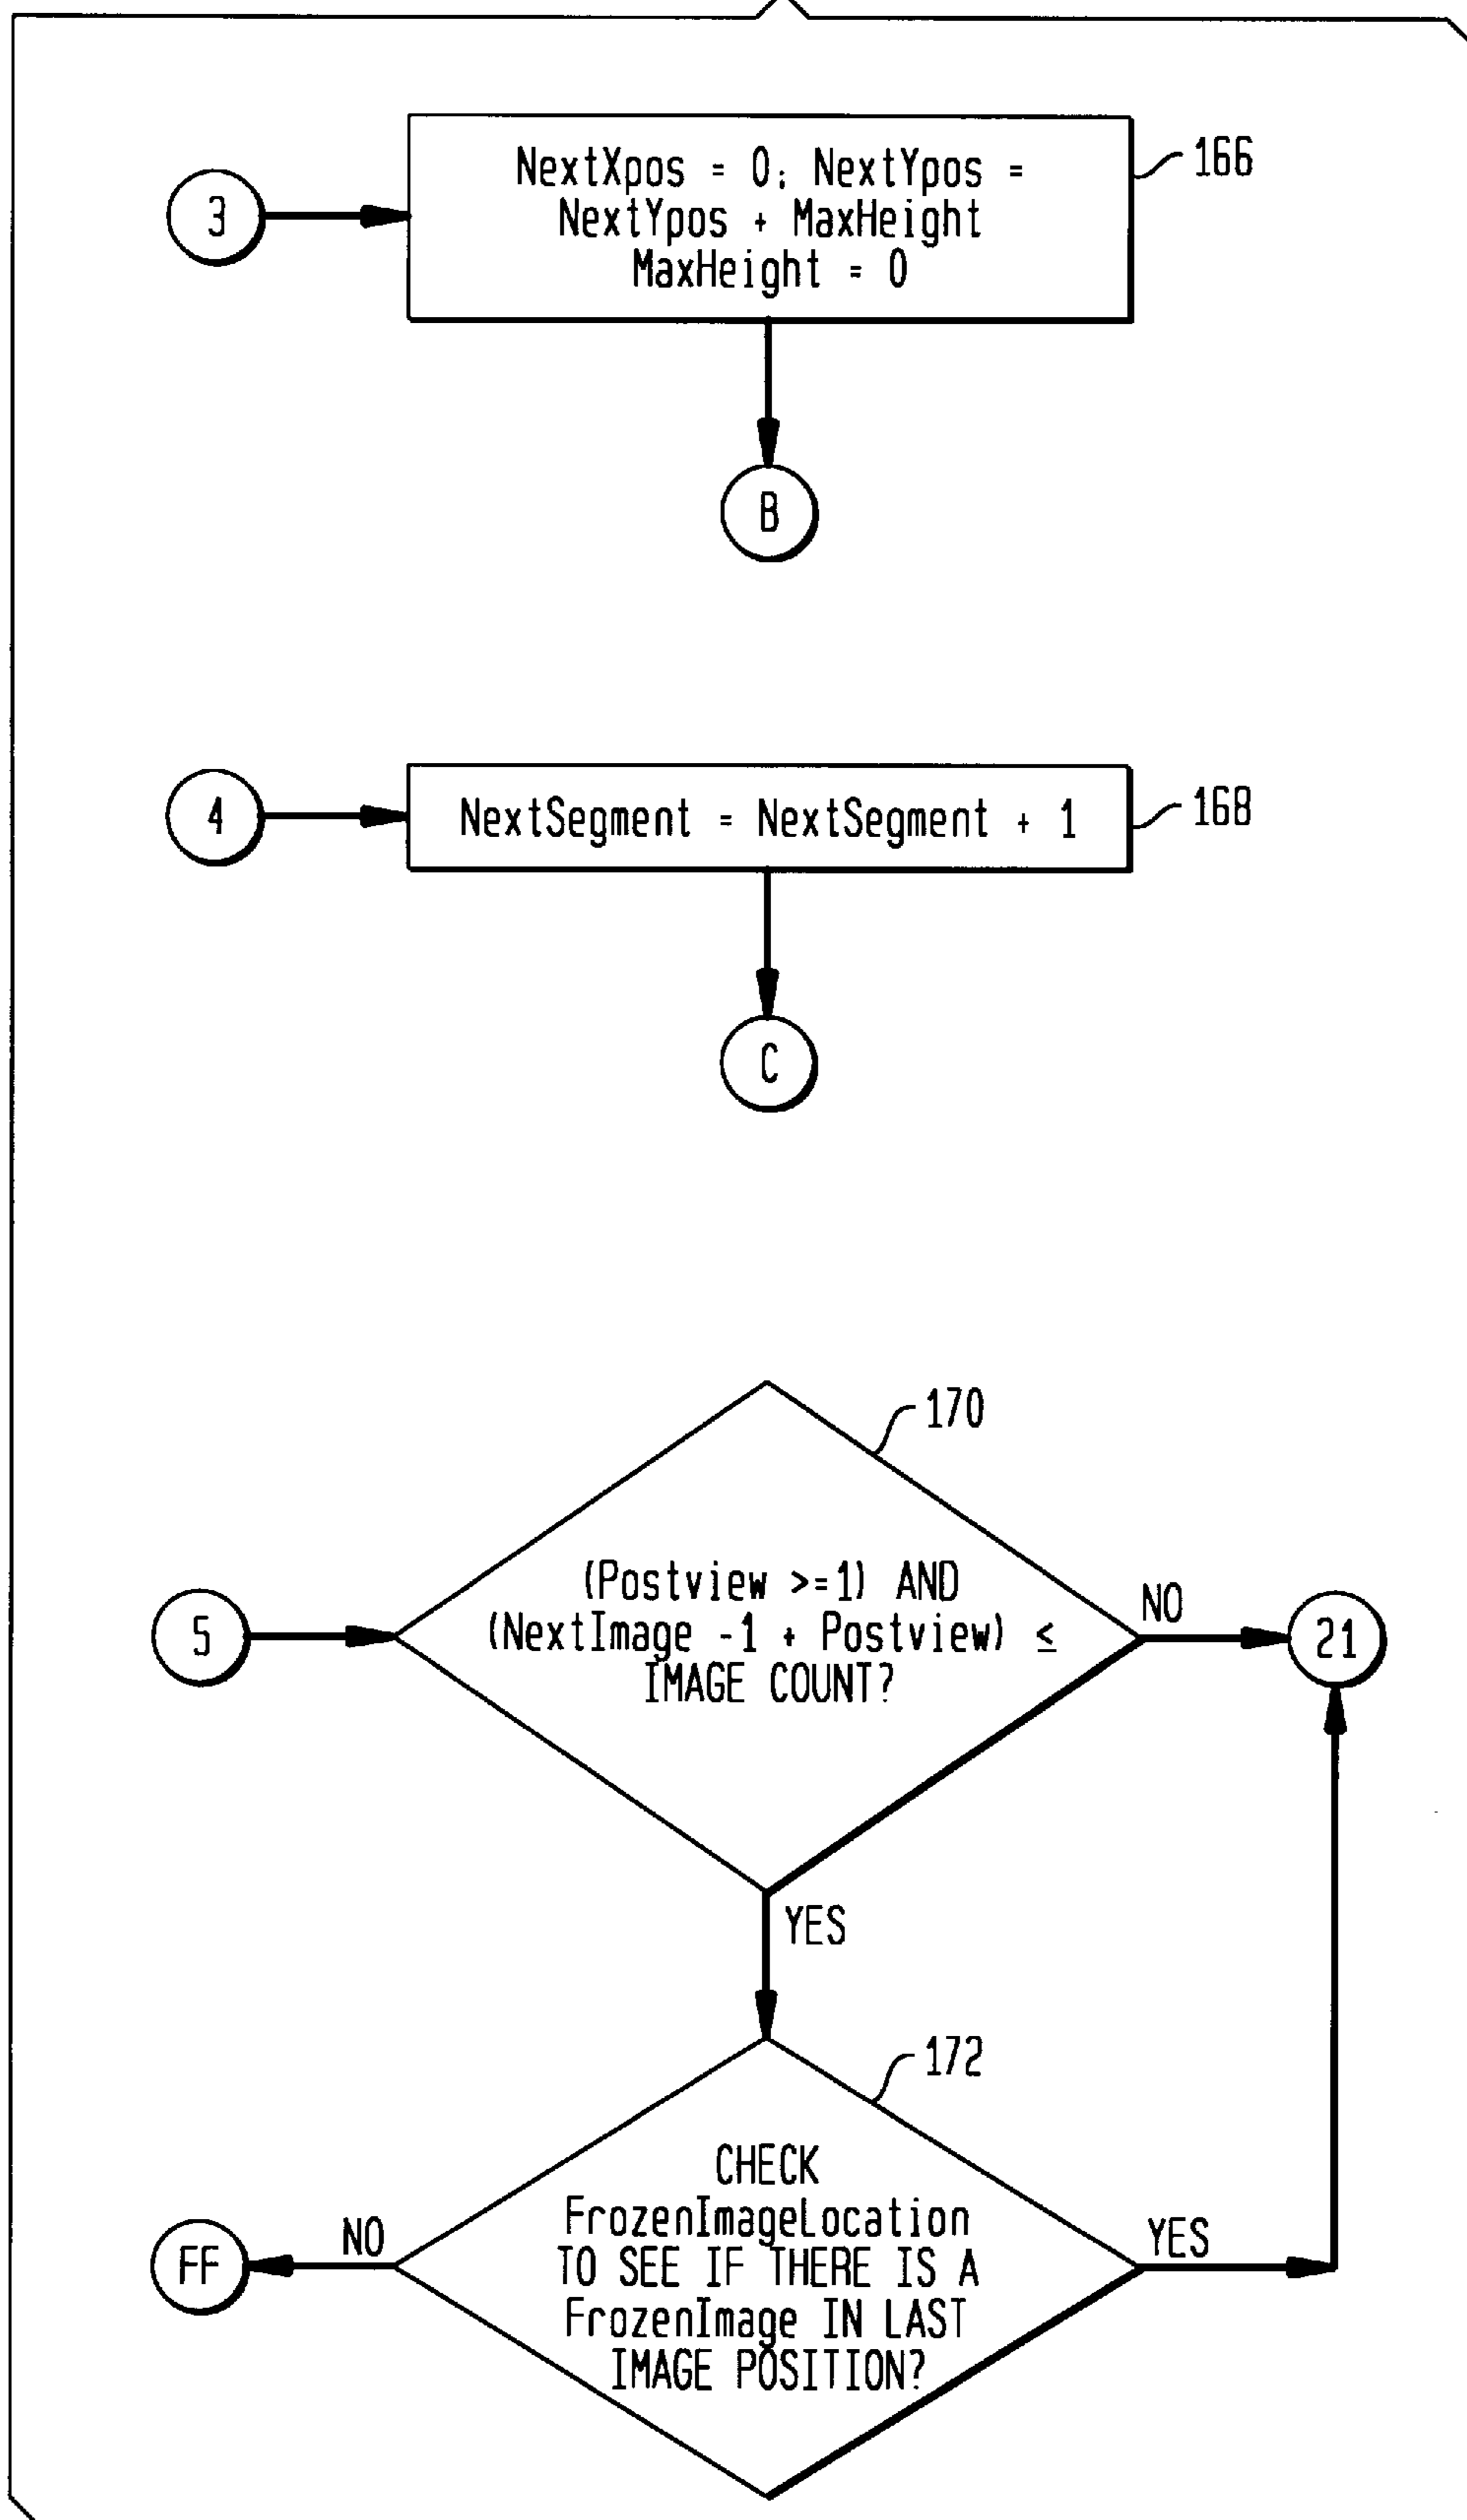 3
NextXpos = 0; NextYpos =
NextYpos + MaxHeight
MaxHeight = 0
166
B
4
NextSegment = NextSegment + 1
168
C
170
5
(Postview >=1) AND
(NextImage -1 + Postview) ≤
IMAGE COUNT?
NO
21
YES
172
FF
NO
CHECK
FrozenImageLocation
TO SEE IF THERE IS A
FrozenImage IN LAST
IMAGE POSITION?
YES